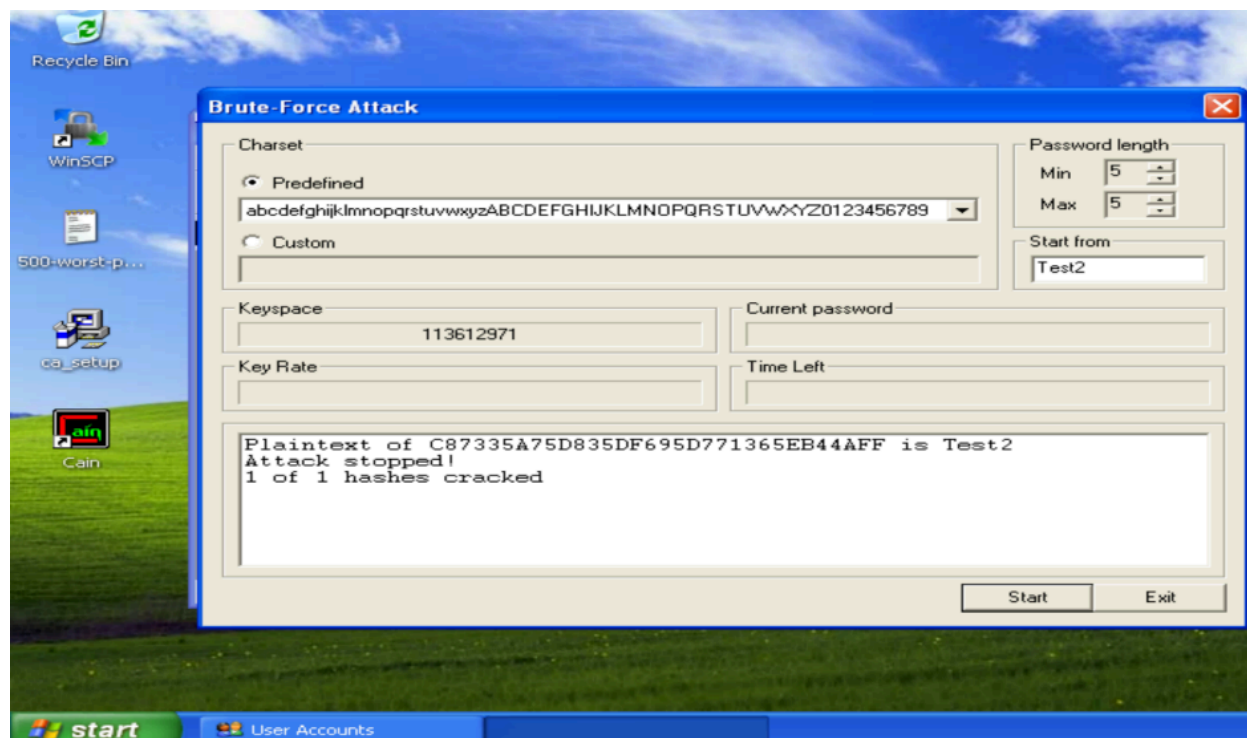 Recycle Bin
WinSCP
500-worst-p...
ca_setup
Cain
Brute-Force Attack
Charset
Predefined
abcdefghijklmnopqrstuvwxyzABCDEFGHIJKLMNOPQRSTUVWXYZ0123456789
Custom
Password length
Min 5
Max 5
Start from
Test2
Keyspace
113612971
Current password
Key Rate
Time Left
Plaintext of C87335A75D835DF695D771365EB44AFF is Test2
Attack stopped!
1 of 1 hashes cracked
Start Exit
start User Accounts